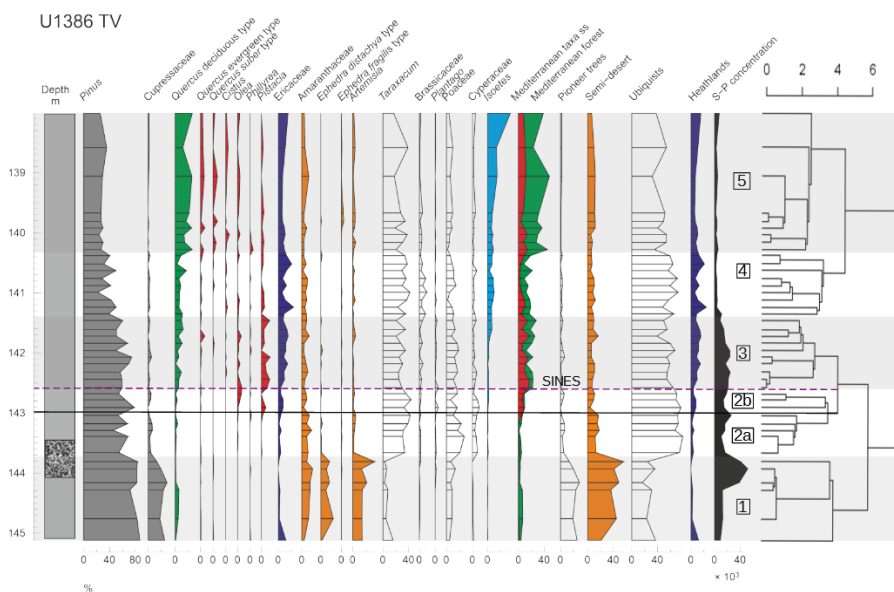 U1386 TV
Depth
m
Pinus
Cupressaceae
Quercus deciduous type
Quercus evergreen type
Quercus suber type
Cistus
Olea
Phillyrea
Pistacia
Ericaceae
Amaranthaceae
Ephedra distachya type
Ephedra fragilis type
Artemisia
Taraxacum
Brassicaceae
Plantago
Poaceae
Cyperaceae
Isoetes
Mediterranean taxa ss
Mediterranean forest
Pioneer trees
Semi-desert
Ubiquists
Heathlands
S-P concentration
0 2 4 6
139
140
141
142
143
144
145
5
4
3
SINES
2b
2a
1
0 40 80 0 0 0 0 0 0 0 0 0 0 0 0 0 0 0 40 0 0 0 0 0 0 40 0 0 0 40 0 0 40
% × 10³